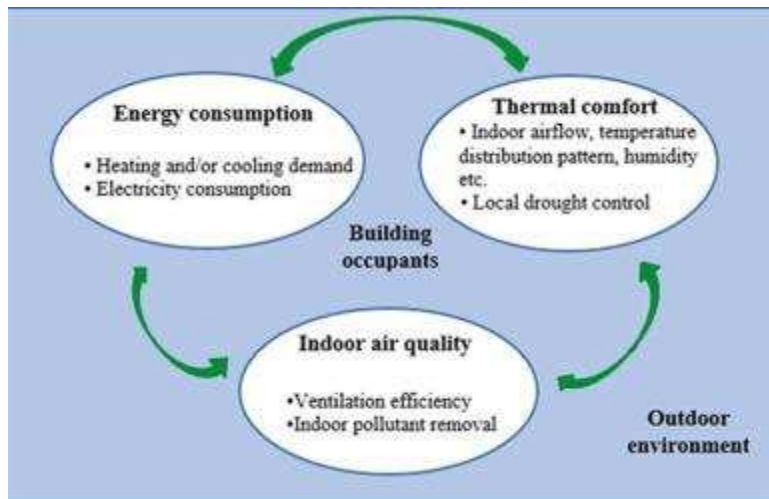 Energy consumption
• Heating and/or cooling demand
• Electricity consumption
Thermal comfort
• Indoor airflow, temperature
distribution pattern, humidity
etc.
• Local drought control
Building
occupants
Indoor air quality
•Ventilation efficiency
•Indoor pollutant removal
Outdoor
environment